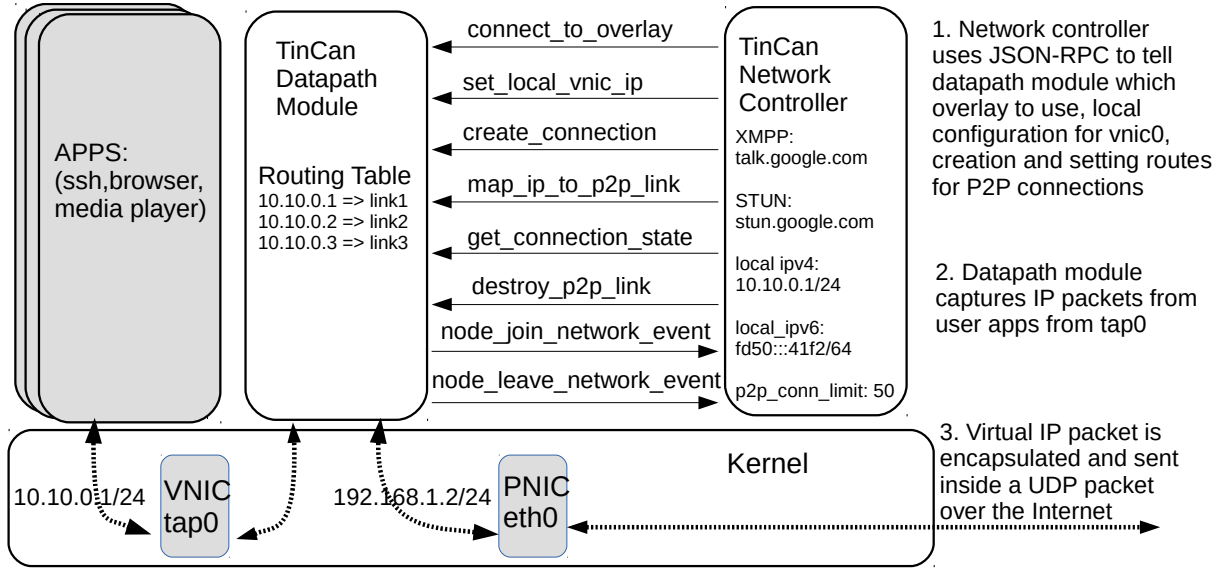 APPS:
(ssh,browser,
media player)
TinCan
Datapath
Module
Routing Table
10.10.0.1 => link1
10.10.0.2 => link2
10.10.0.3 => link3
connect_to_overlay
set_local_vnic_ip
create_connection
map_ip_to_p2p_link
get_connection_state
destroy_p2p_link
node_join_network_event
node_leave_network_event
TinCan
Network
Controller
XMPP:
talk.google.com
STUN:
stun.google.com
local ipv4:
10.10.0.1/24
local_ipv6:
fd50:::41f2/64
p2p_conn_limit: 50
1. Network controller
uses JSON-RPC to tell
datapath module which
overlay to use, local
configuration for vnic0,
creation and setting routes
for P2P connections
2. Datapath module
captures IP packets from
user apps from tap0
3. Virtual IP packet is
encapsulated and sent
inside a UDP packet
over the Internet
Kernel
10.10.0.1/24
VNIC
tap0
192.168.1.2/24
PNIC
eth0